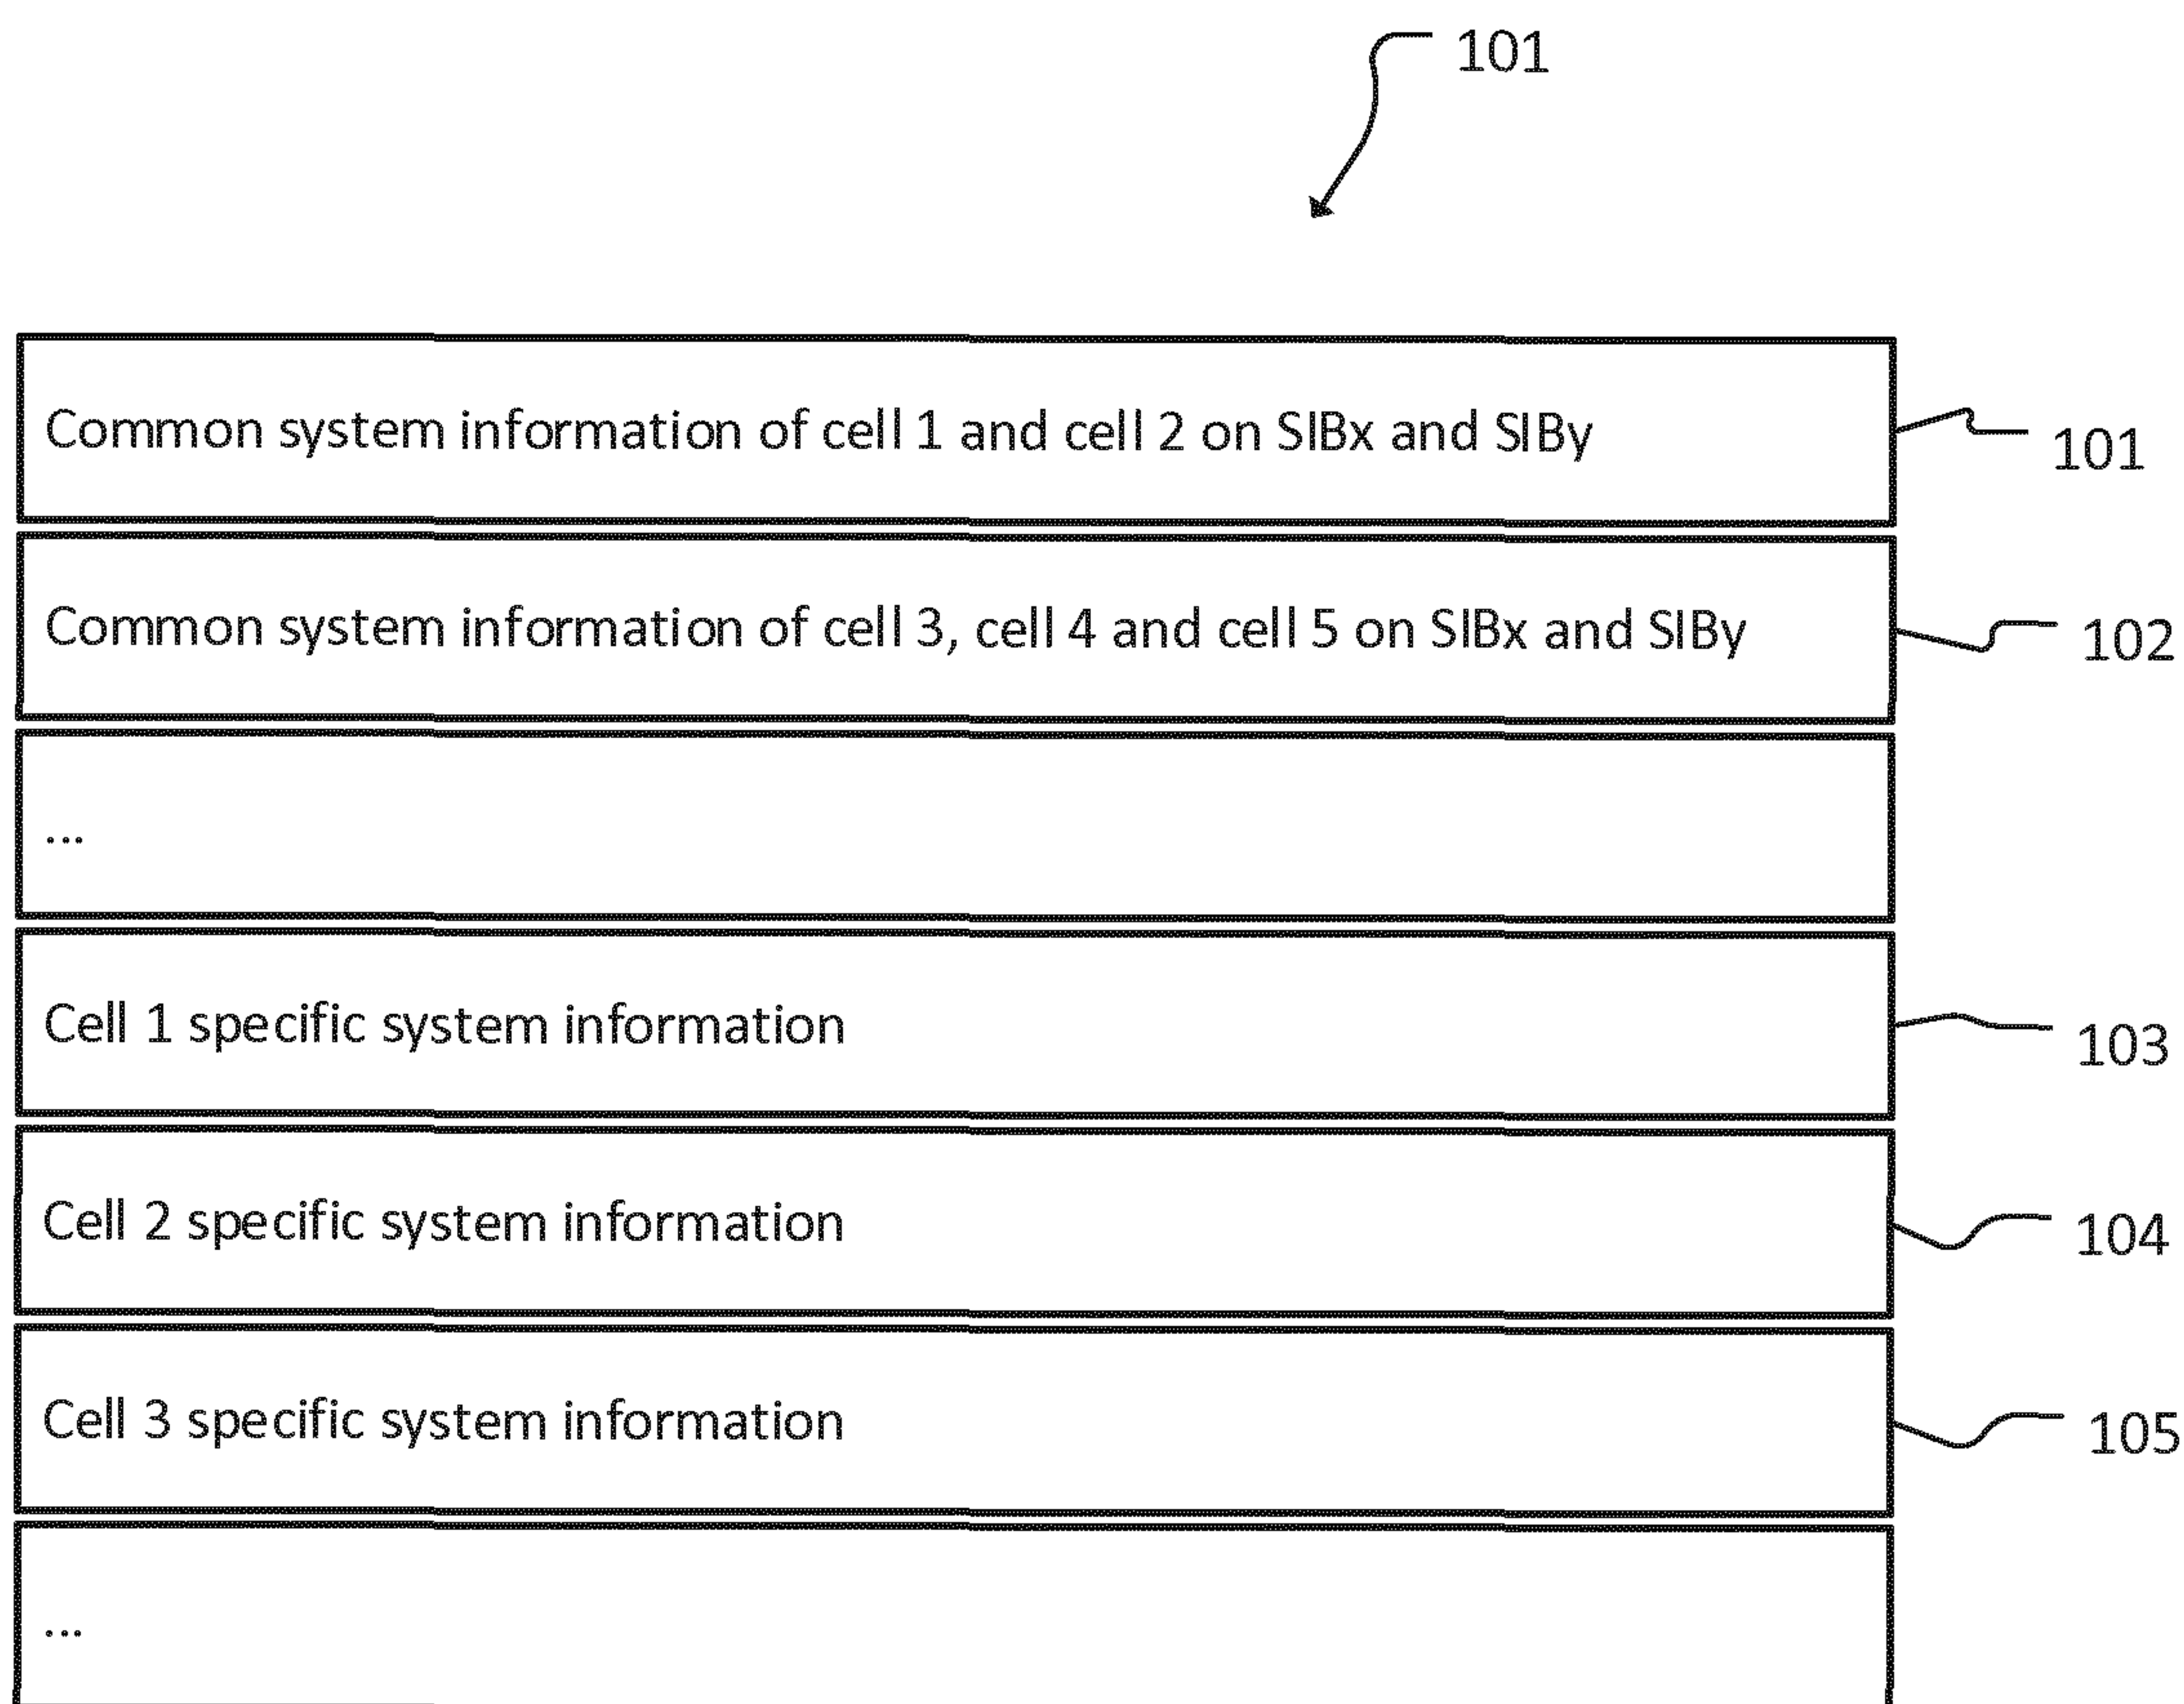 101
Common system information of cell 1 and cell 2 on SIBx and SIBy
101
Common system information of cell 3, cell 4 and cell 5 on SIBx and SIBy
102
...
Cell 1 specific system information
103
Cell 2 specific system information
104
Cell 3 specific system information
105
...